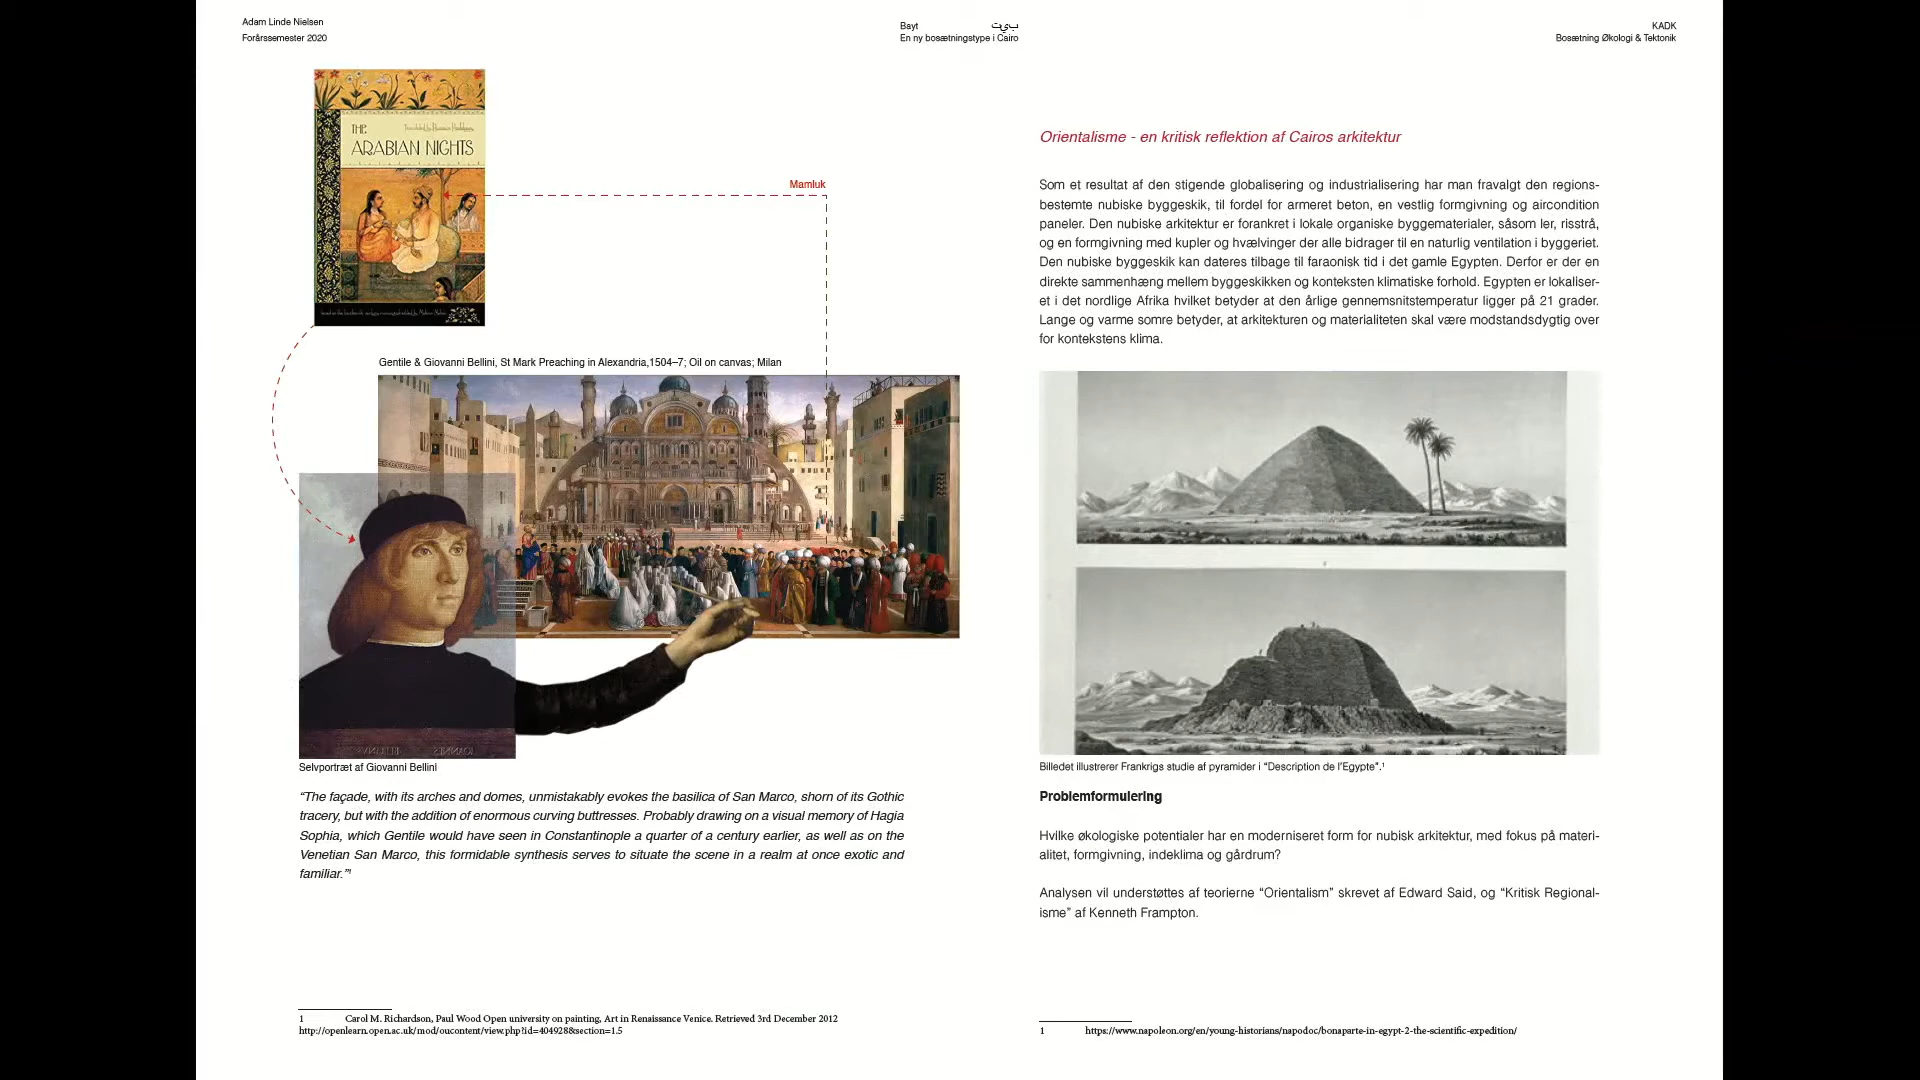 Adam Linde Nielsen
Forårssemester 2020
Bayt بيت
En ny bosætningstype i Cairo
KADK
Bosætning Økologi & Tektonik
THE
ARABIAN NIGHTS
Mamluk
Gentile & Giovanni Bellini, St Mark Preaching in Alexandria,1504–7; Oil on canvas; Milan
Selvportræt af Giovanni Bellini
“The façade, with its arches and domes, unmistakably evokes the basilica of San Marco, shorn of its Gothic
tracery, but with the addition of enormous curving buttresses. Probably drawing on a visual memory of Hagia
Sophia, which Gentile would have seen in Constantinople a quarter of a century earlier, as well as on the
Venetian San Marco, this formidable synthesis serves to situate the scene in a realm at once exotic and
familiar.”¹
1 Carol M. Richardson, Paul Wood Open university on painting, Art in Renaissance Venice. Retrieved 3rd December 2012
http://openlearn.open.ac.uk/mod/oucontent/view.php?id=404928&section=1.5
Orientalisme - en kritisk reflektion af Cairos arkitektur
Som et resultat af den stigende globalisering og industrialisering har man fravalgt den regions-
bestemte nubiske byggeskik, til fordel for armeret beton, en vestlig formgivning og aircondition
paneler. Den nubiske arkitektur er forankret i lokale organiske byggematerialer, såsom ler, risstrå,
og en formgivning med kupler og hvælvinger der alle bidrager til en naturlig ventilation i byggeriet.
Den nubiske byggeskik kan dateres tilbage til faraonisk tid i det gamle Egypten. Derfor er der en
direkte sammenhæng mellem byggeskikken og konteksten klimatiske forhold. Egypten er lokaliser-
et i det nordlige Afrika hvilket betyder at den årlige gennemsnitstemperatur ligger på 21 grader.
Lange og varme somre betyder, at arkitekturen og materialiteten skal være modstandsdygtig over
for kontekstens klima.
Billedet illustrerer Frankrigs studie af pyramider i “Description de l’Egypte”.¹
Problemformulering
Hvilke økologiske potentialer har en moderniseret form for nubisk arkitektur, med fokus på materi-
alitet, formgivning, indeklima og gårdrum?
Analysen vil understøttes af teorierne “Orientalism” skrevet af Edward Said, og “Kritisk Regional-
isme” af Kenneth Frampton.
1 https://www.napoleon.org/en/young-historians/napodoc/bonaparte-in-egypt-2-the-scientific-expedition/